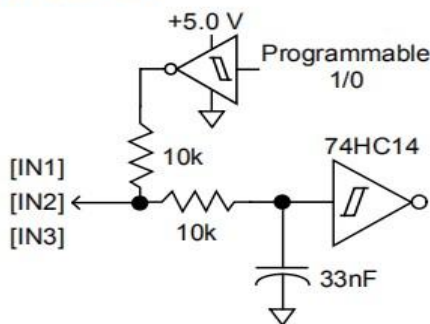 +5.0 V
Programmable
1/0
10k
74HC14
[IN1]
[IN2]
[IN3]
10k
33nF